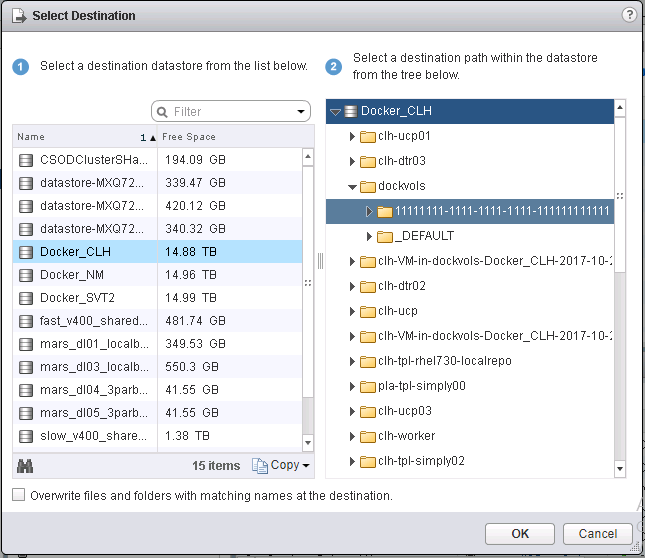 Select Destination
?
1 Select a destination datastore from the list below.
2 Select a destination path within the datastore
from the tree below.
Filter
Name 1 ▲ Free Space
CSODClusterSHa... 194.09 GB
datastore-MXQ72... 339.47 GB
datastore-MXQ72... 420.12 GB
datastore-MXQ72... 340.32 GB
Docker_CLH 14.88 TB
Docker_NM 14.96 TB
Docker_SVT2 14.99 TB
fast_v400_shared... 481.74 GB
mars_dl01_localb... 349.53 GB
mars_dl03_localb... 550.3 GB
mars_dl04_3parb... 41.55 GB
mars_dl05_3parb... 41.55 GB
slow_v400_share... 1.38 TB
15 items Copy
Docker_CLH
clh-ucp01
clh-dtr03
dockvols
11111111-1111-1111-1111-111111111111
_DEFAULT
clh-VM-in-dockvols-Docker_CLH-2017-10-2
clh-dtr02
clh-ucp
clh-VM-in-dockvols-Docker_CLH-2017-10-2
clh-tpl-rhel730-localrepo
pla-tpl-simply00
clh-ucp03
clh-worker
clh-tpl-simply02
Overwrite files and folders with matching names at the destination.
OK Cancel